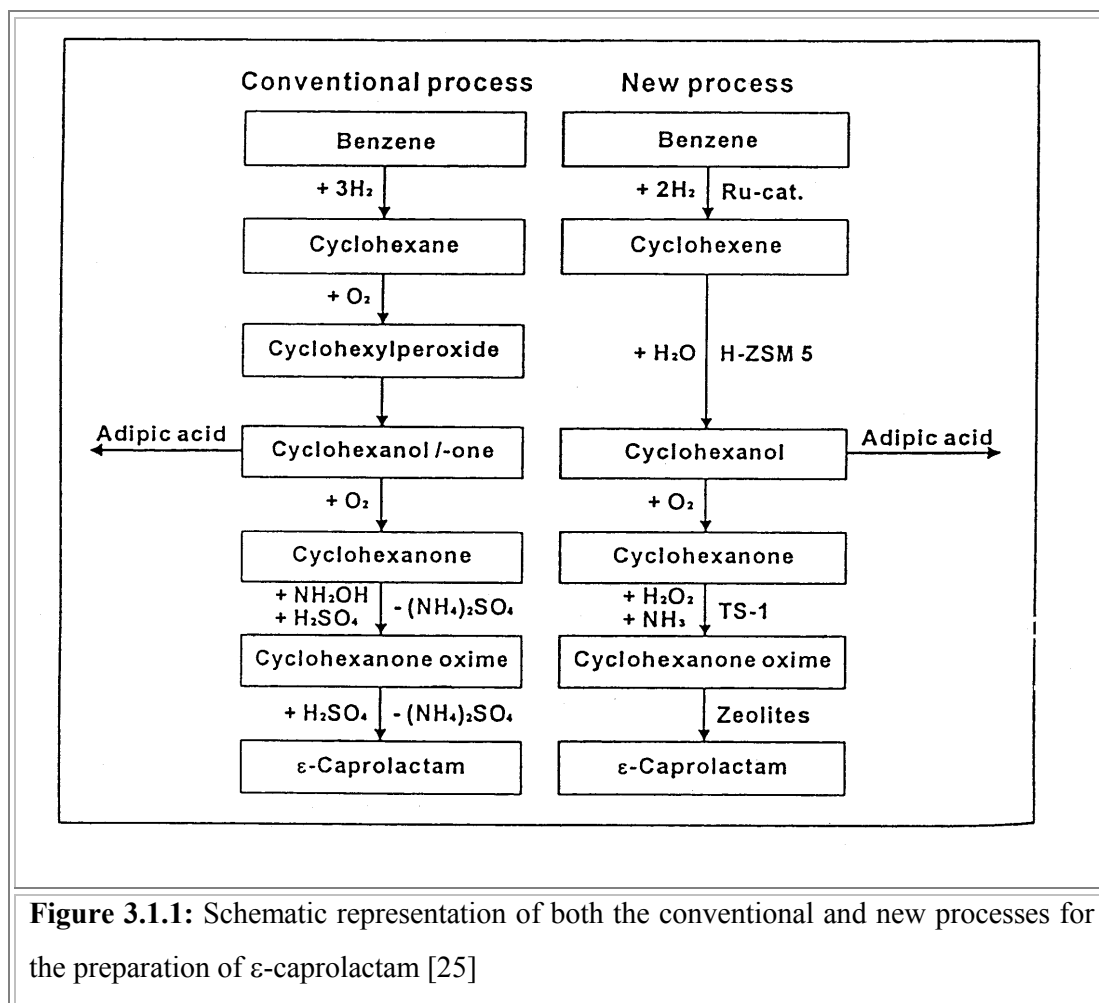 Conventional process
New process
Benzene
Benzene
+ 3H₂
+ 2H₂
Ru-cat.
Cyclohexane
Cyclohexene
+ O₂
Cyclohexylperoxide
+ H₂O
H-ZSM 5
Adipic acid
Cyclohexanol /-one
Cyclohexanol
Adipic acid
+ O₂
+ O₂
Cyclohexanone
Cyclohexanone
+ NH₂OH
+ H₂SO₄
- (NH₄)₂SO₄
+ H₂O₂
+ NH₃
TS-1
Cyclohexanone oxime
Cyclohexanone oxime
+ H₂SO₄
- (NH₄)₂SO₄
Zeolites
ε-Caprolactam
ε-Caprolactam
Figure 3.1.1: Schematic representation of both the conventional and new processes for
the preparation of ε-caprolactam [25]